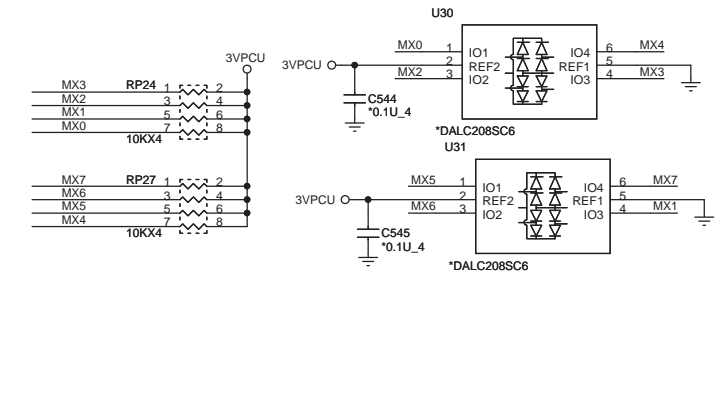 U30
3VPCU
3VPCU
MX0 1 IO1 IO4 6 MX4
2 REF2 REF1 5
MX2 3 IO2 IO3 4 MX3
C544
*0.1U_4
*DALC208SC6
MX3 RP24 1 2
MX2 3 4
MX1 5 6
MX0 7 8
10KX4
U31
3VPCU
MX5 1 IO1 IO4 6 MX7
2 REF2 REF1 5
MX6 3 IO2 IO3 4 MX1
C545
*0.1U_4
*DALC208SC6
MX7 RP27 1 2
MX6 3 4
MX5 5 6
MX4 7 8
10KX4